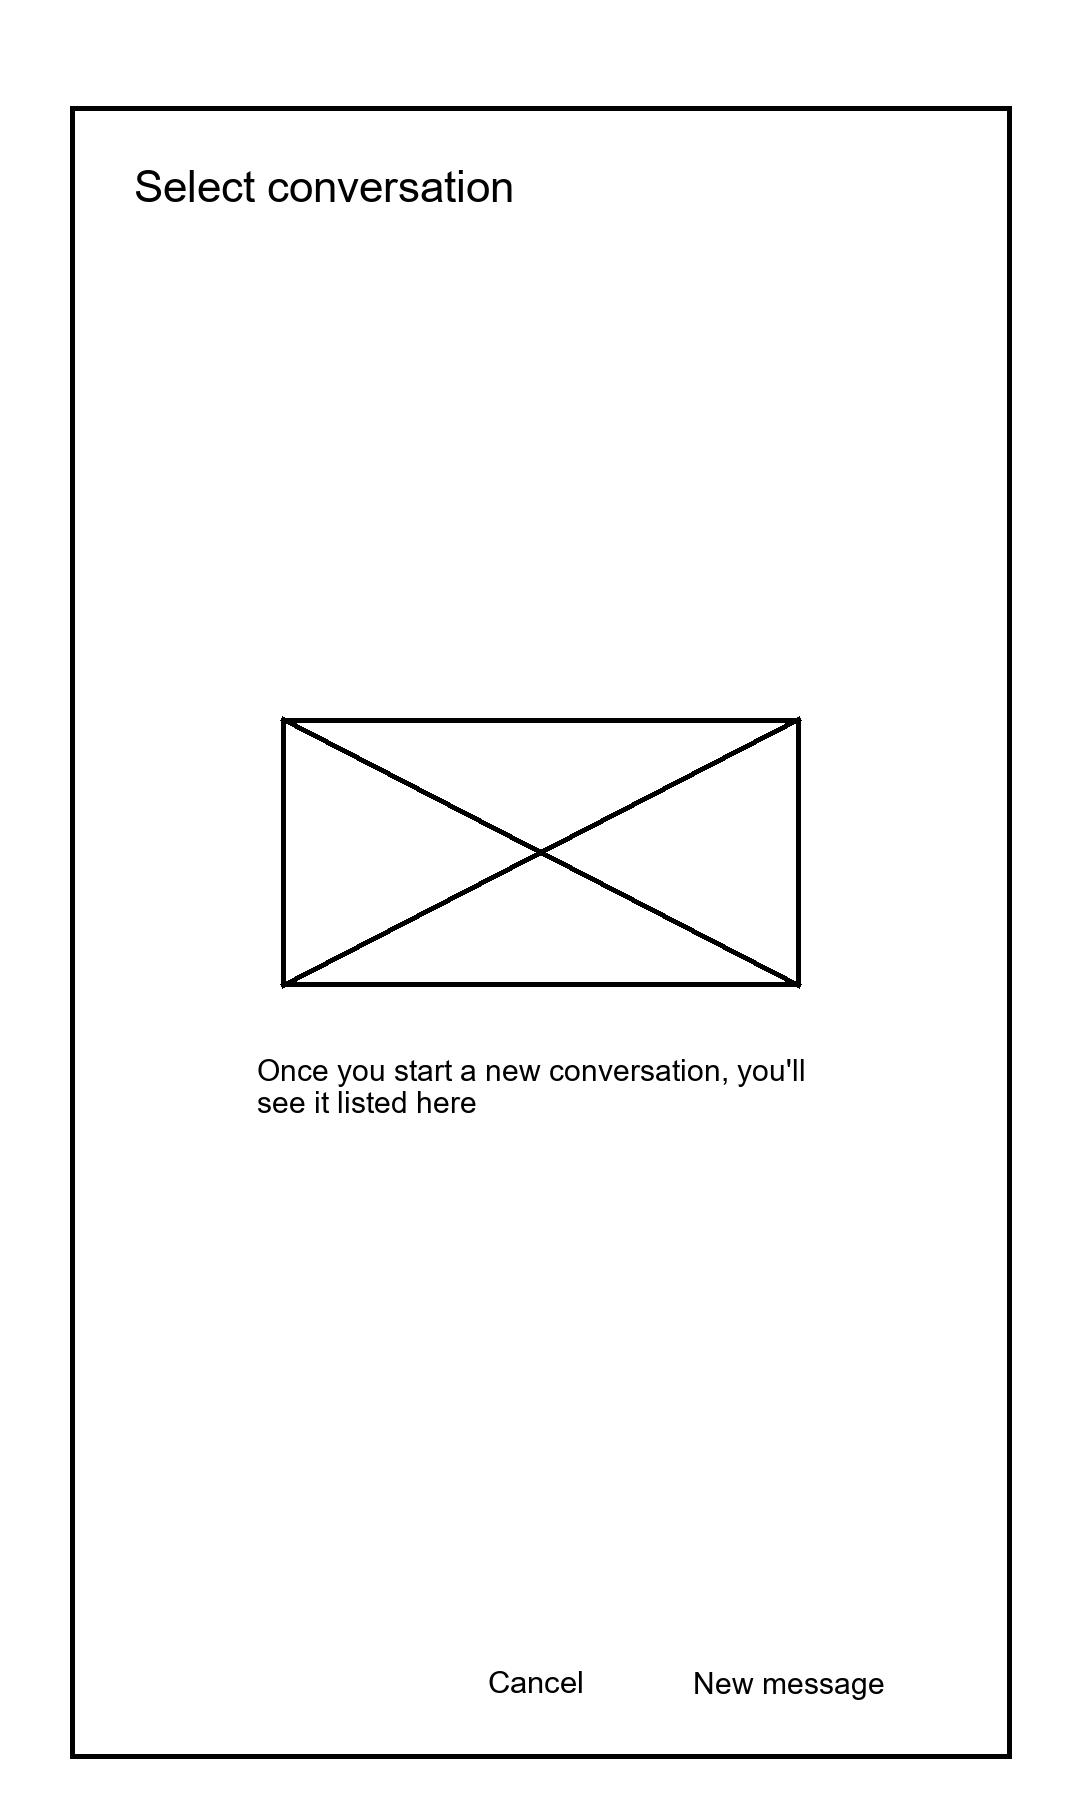 Select conversation
Once you start a new conversation, you'll
see it listed here
Cancel New message